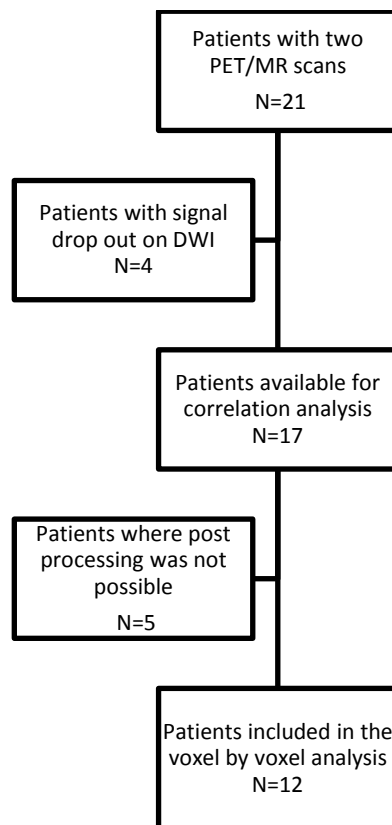 Patients with two
PET/MR scans
N=21
Patients with signal
drop out on DWI
N=4
Patients available for
correlation analysis
N=17
Patients where post
processing was not
possible
N=5
Patients included in the
voxel by voxel analysis
N=12